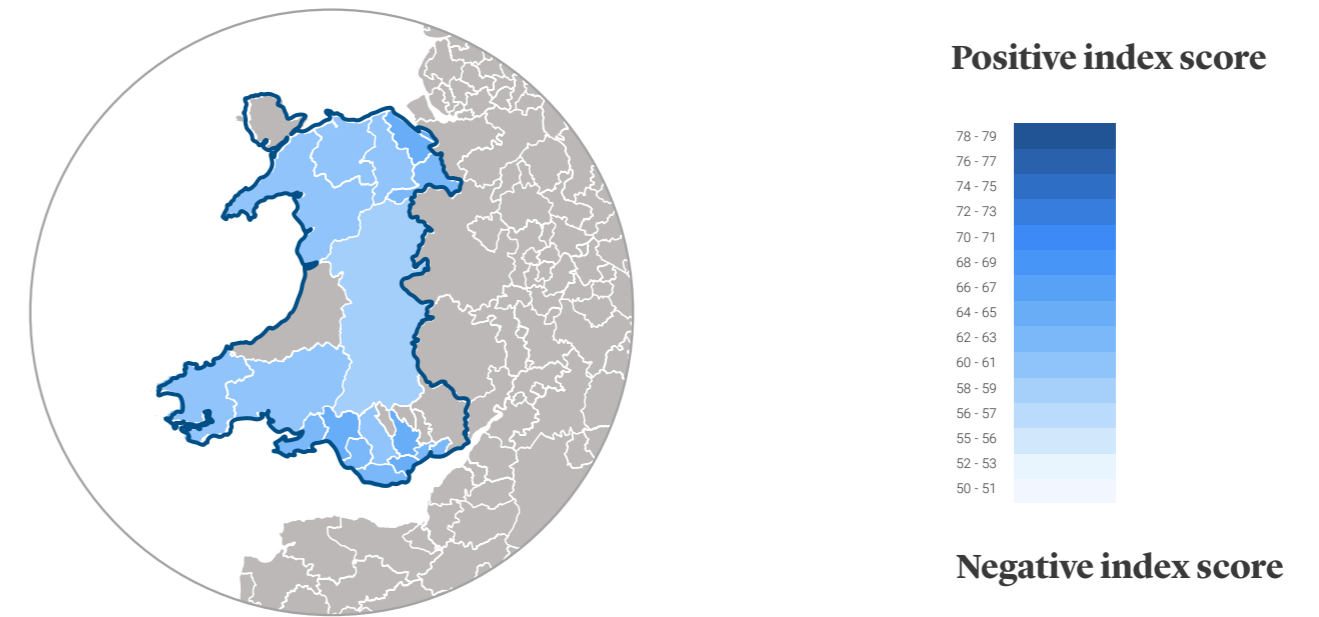 Positive index score
78 - 79
76 - 77
74 - 75
72 - 73
70 - 71
68 - 69
66 - 67
64 - 65
62 - 63
60 - 61
58 - 59
56 - 57
55 - 56
52 - 53
50 - 51
Negative index score